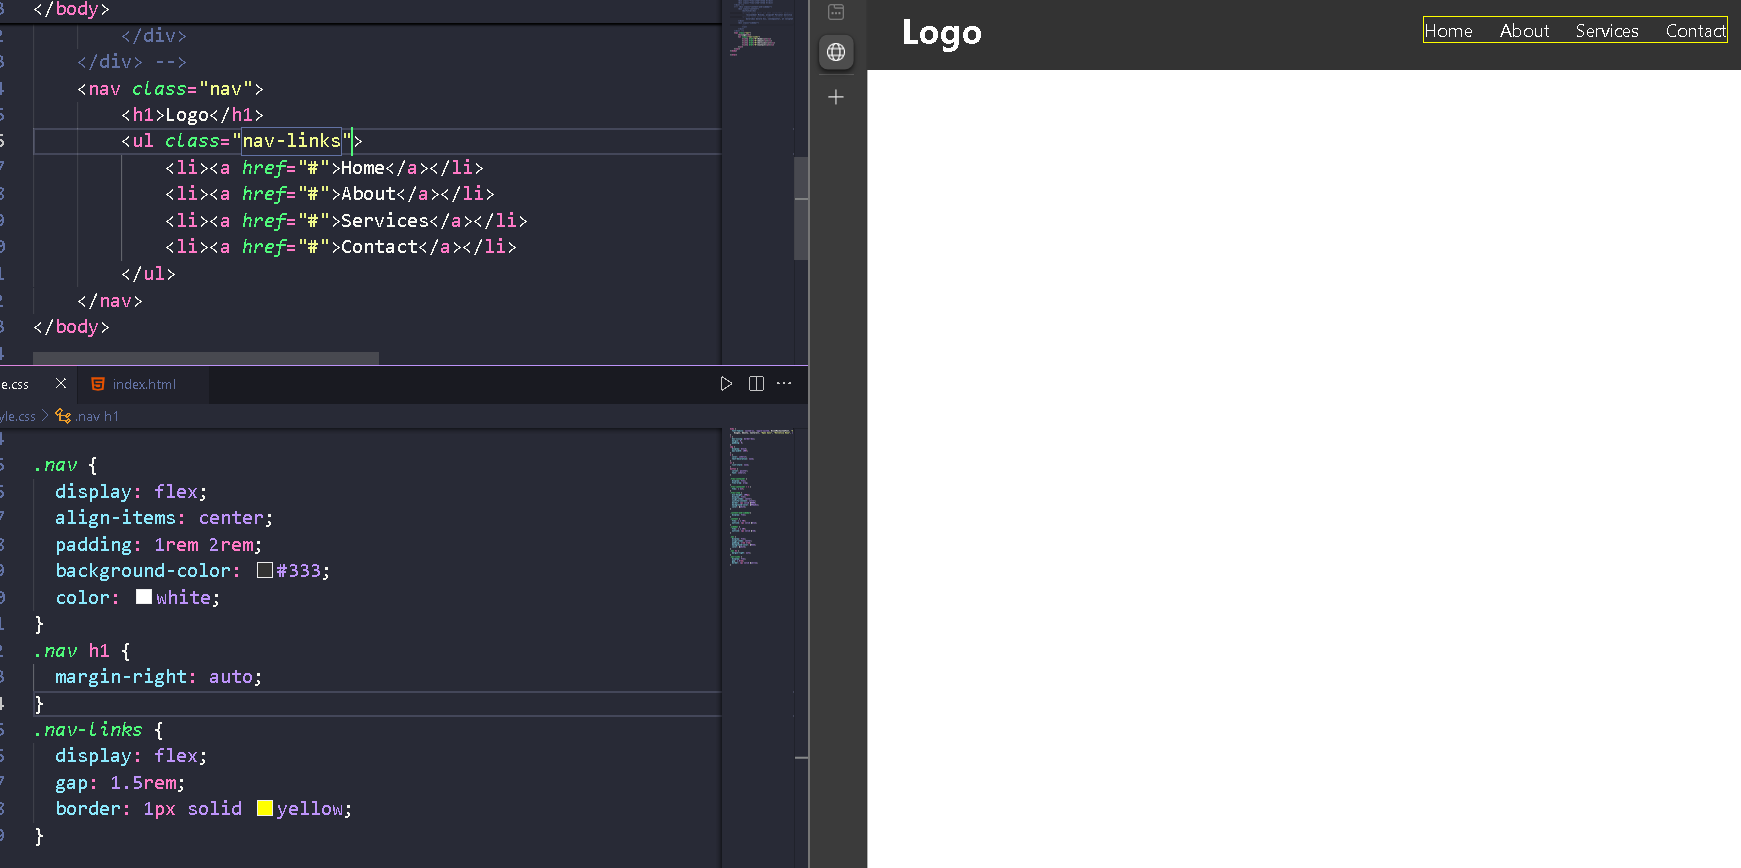 </body>
</div>
</div> -->
<nav class="nav">
<h1>Logo</h1>
<ul class="nav-links">
<li><a href="#">Home</a></li>
<li><a href="#">About</a></li>
<li><a href="#">Services</a></li>
<li><a href="#">Contact</a></li>
</ul>
</nav>
</body>
e.css index.html
yle.css > .nav h1
.nav {
display: flex;
align-items: center;
padding: 1rem 2rem;
background-color: #333;
color: white;
}
.nav h1 {
margin-right: auto;
}
.nav-links {
display: flex;
gap: 1.5rem;
border: 1px solid yellow;
}
Logo Home About Services Contact